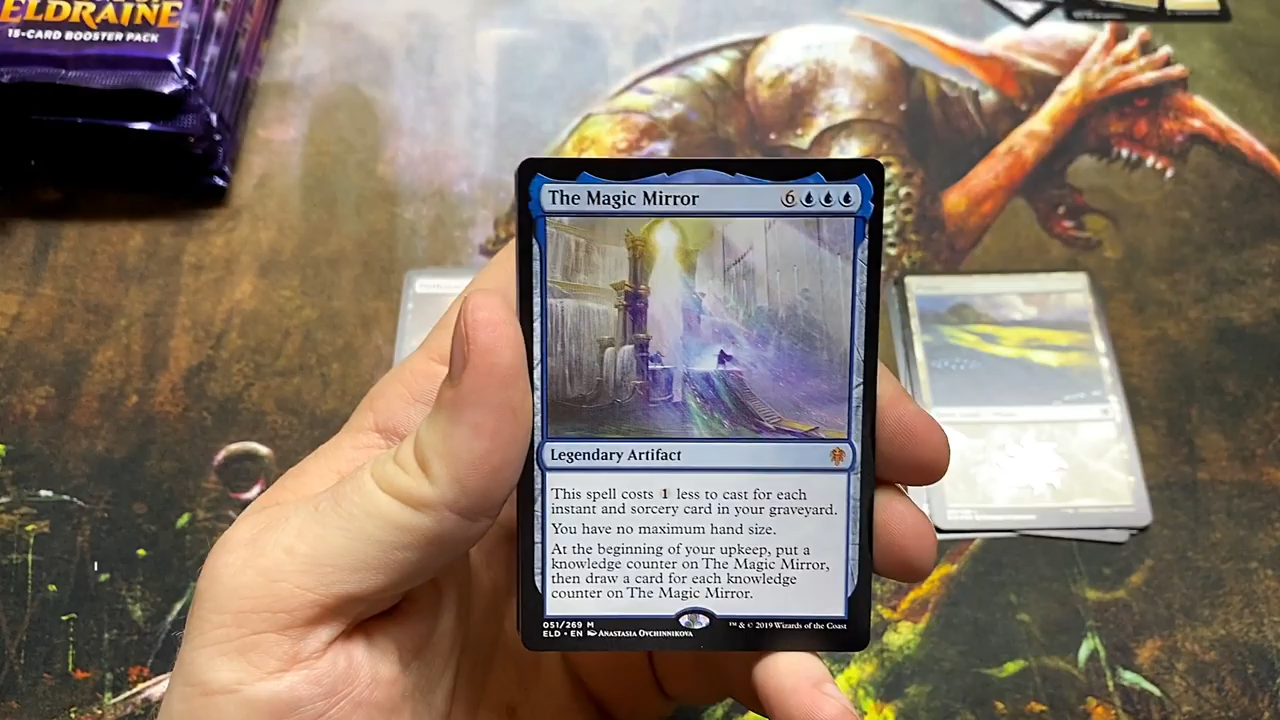 ELDRAINE
15-CARD BOOSTER PACK
The Magic Mirror 6
Legendary Artifact
This spell costs 1 less to cast for each
instant and sorcery card in your graveyard.
You have no maximum hand size.
At the beginning of your upkeep, put a
knowledge counter on The Magic Mirror,
then draw a card for each knowledge
counter on The Magic Mirror.
051/269 M
ELD • EN Anastasia Ovchinnikova
™ & © 2019 Wizards of the Coast